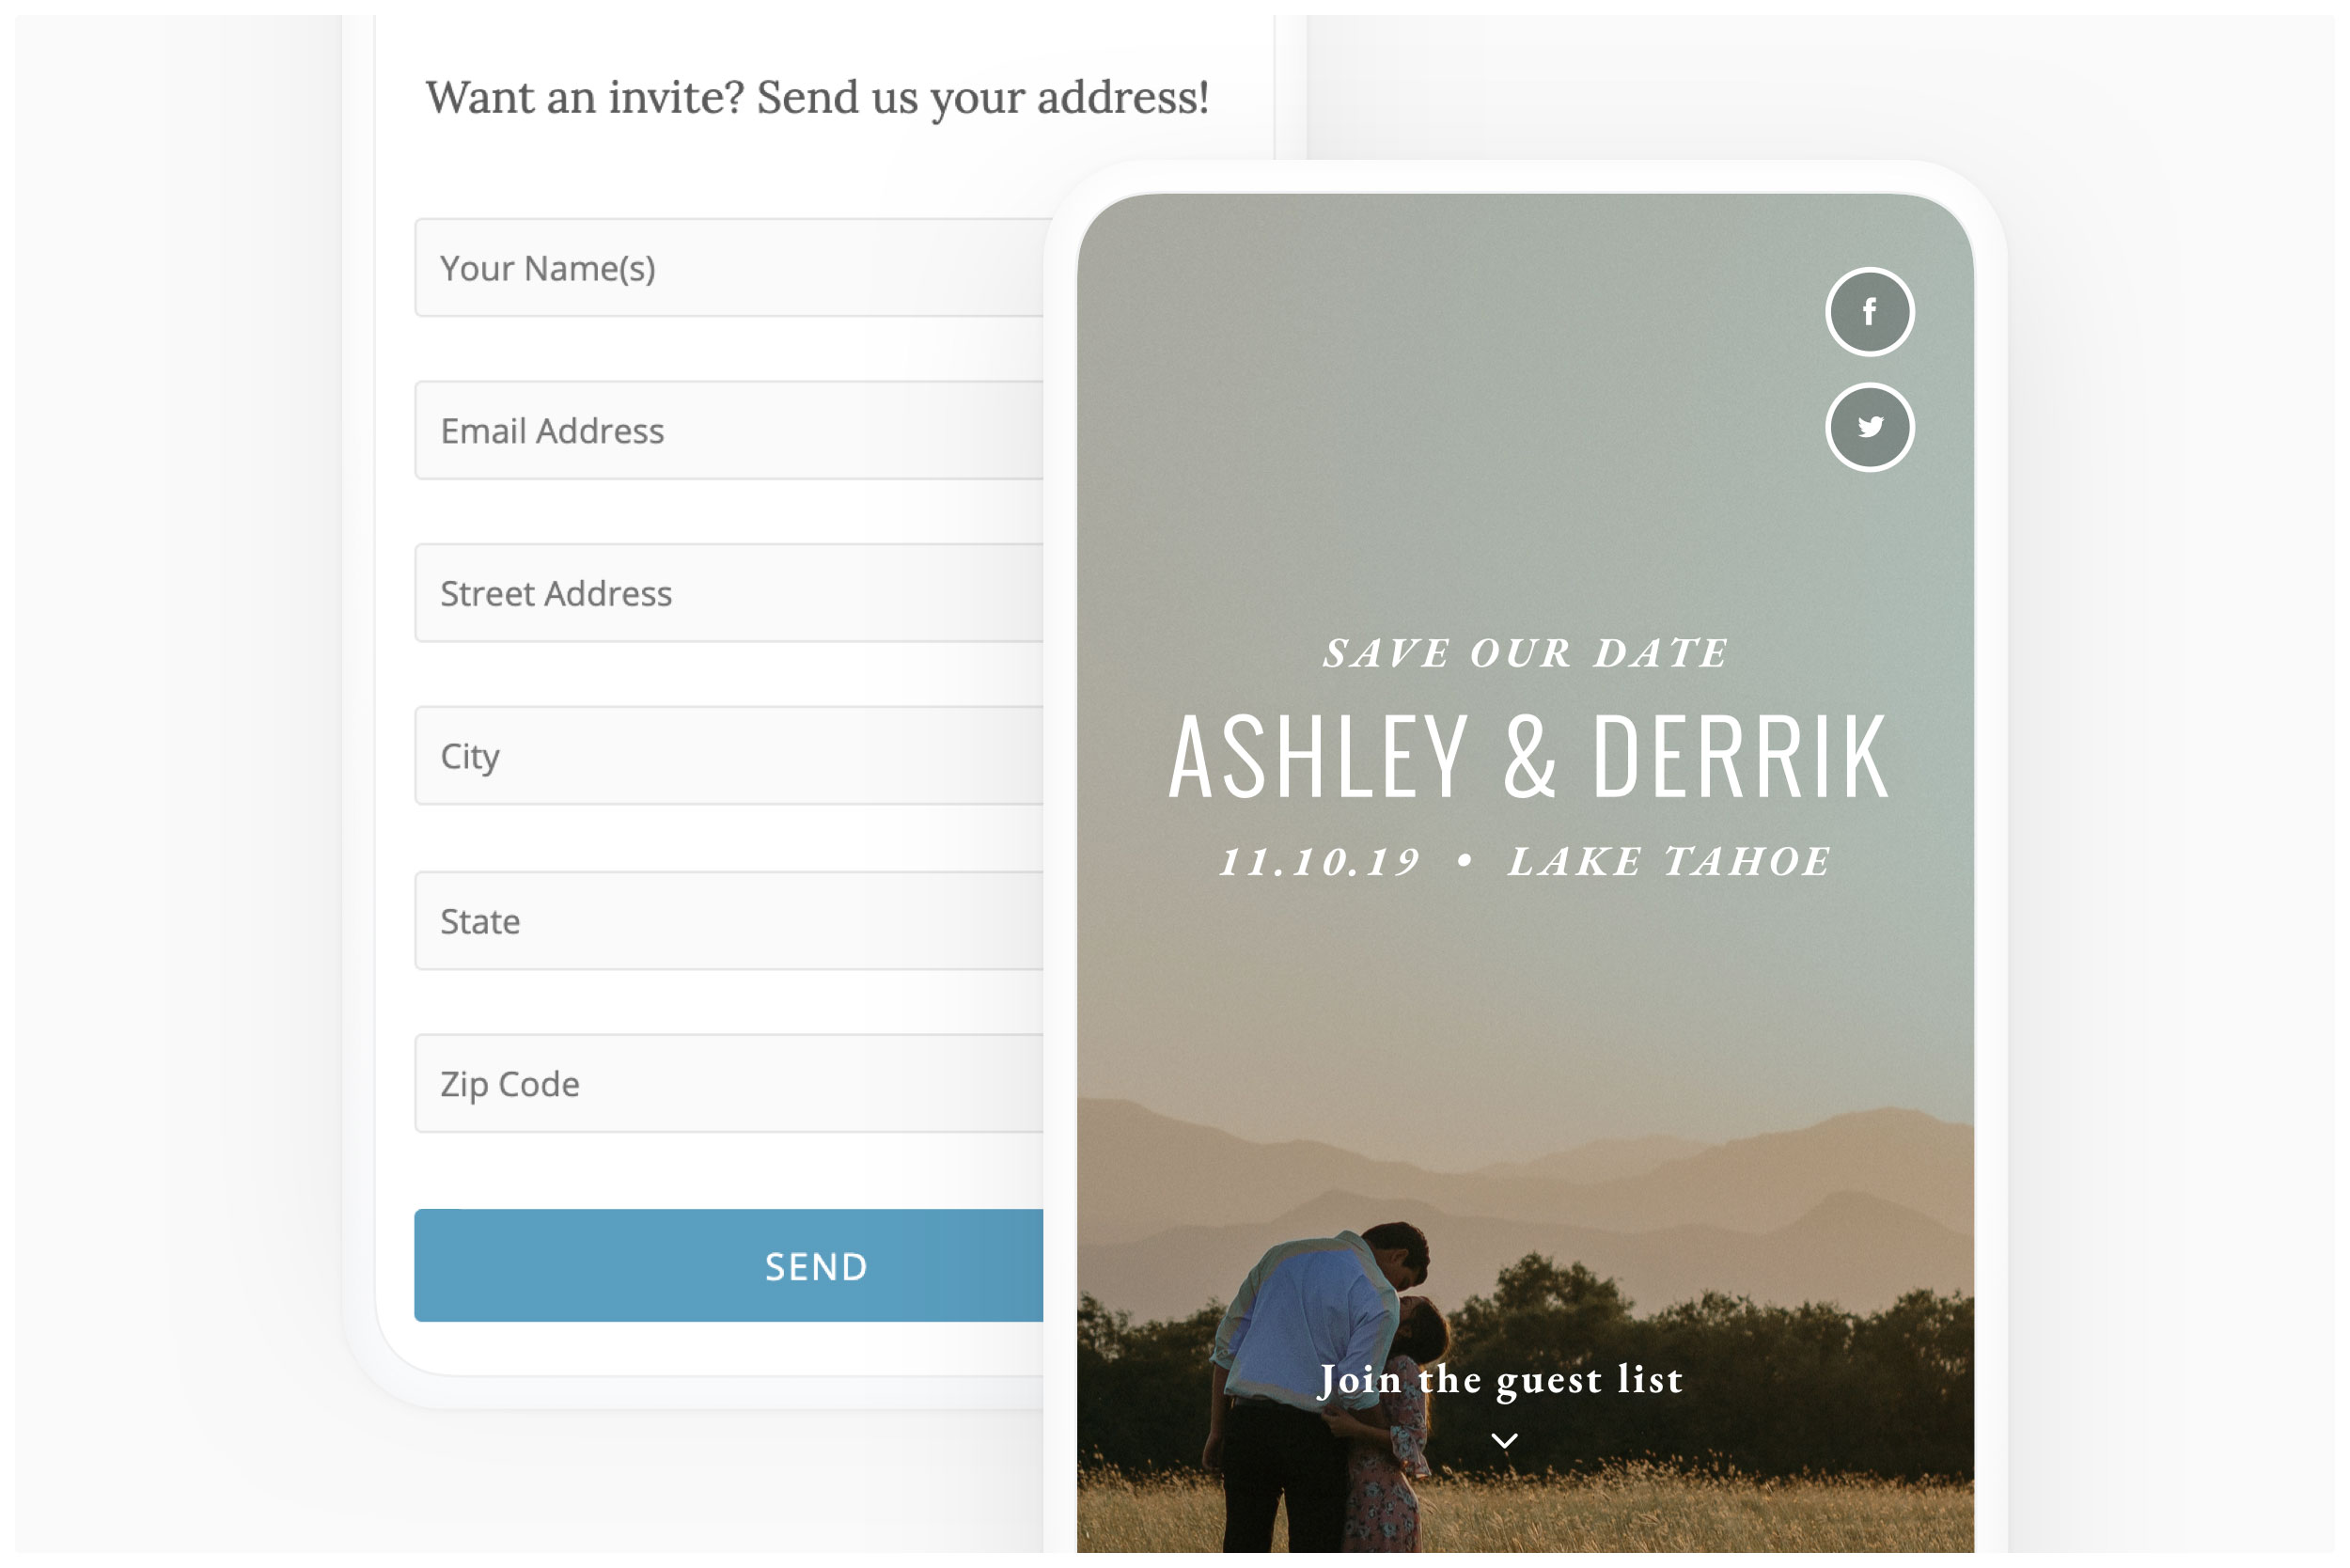 Want an invite? Send us your address!
Your Name(s)
Email Address
Street Address
City
State
Zip Code
SEND
SAVE OUR DATE
ASHLEY & DERRIK
11.10.19 • LAKE TAHOE
Join the guest list